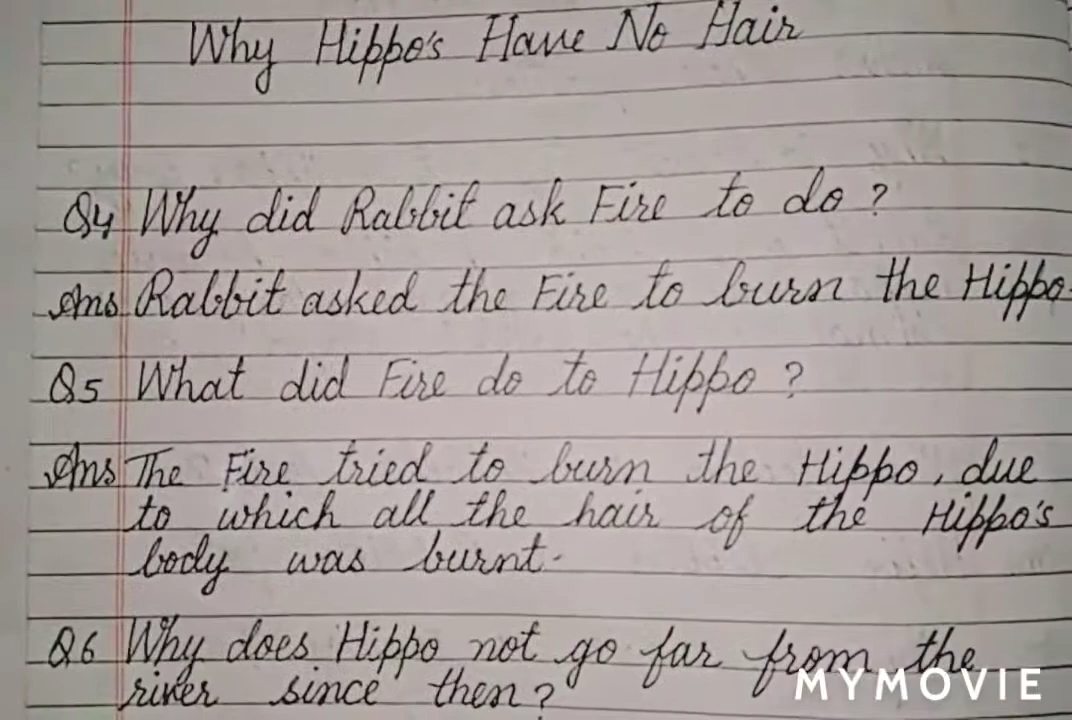 Why Hippo's Have No Hair
Q4 Why did Rabbit ask Fire to do ?
Ans Rabbit asked the Fire to burn the Hippo.
Q5 What did Fire do to Hippo ?
Ans The Fire tried to burn the Hippo, due
to which all the hair of the Hippo's
body was burnt.
Q6 Why does Hippo not go far from the
river since then?
MYMOVIE